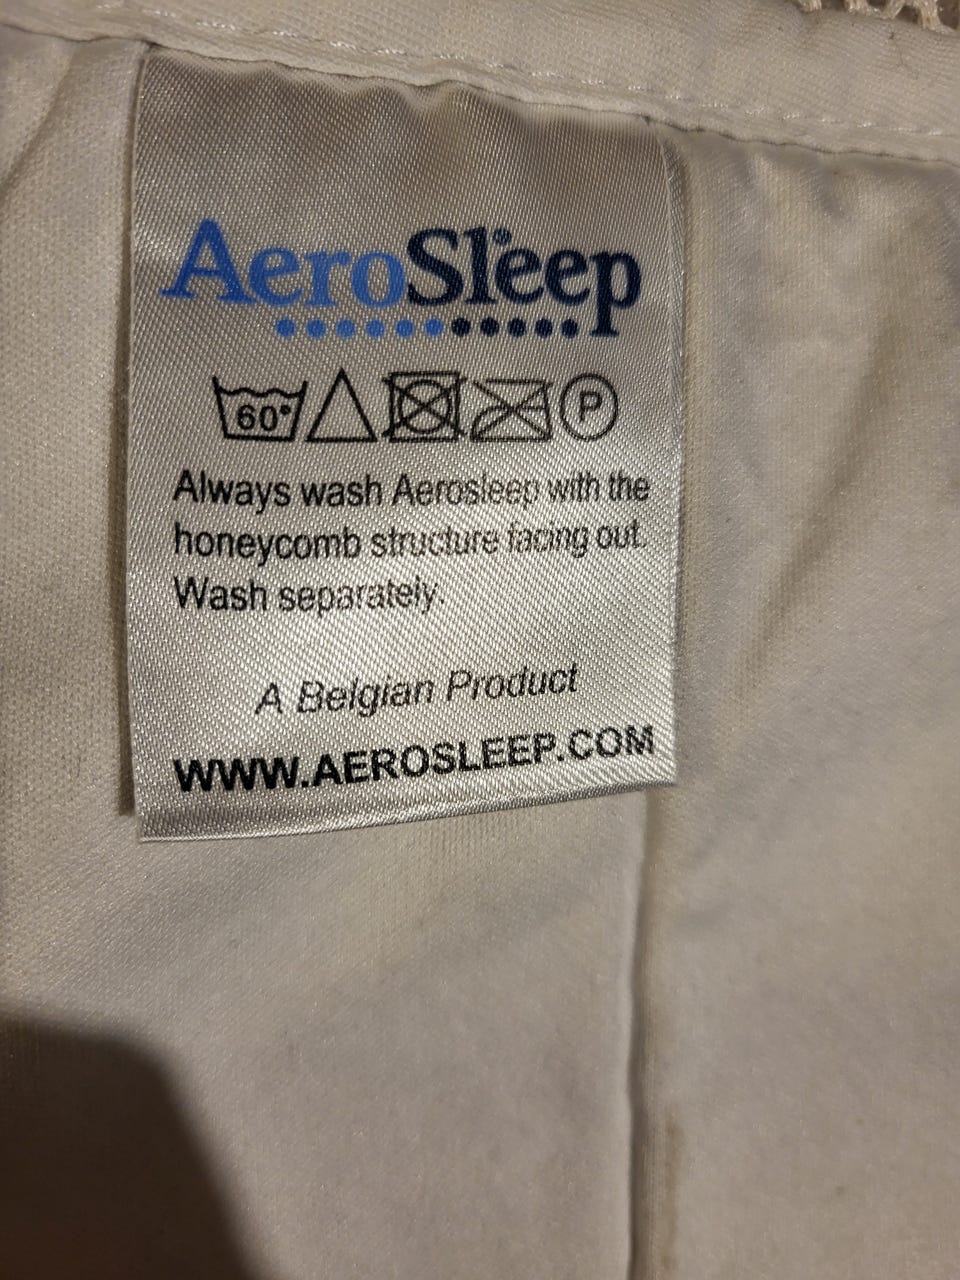 AeroSleep
60°
P
Always wash Aerosleep with the
honeycomb structure facing out.
Wash separately.
A Belgian Product
WWW.AEROSLEEP.COM